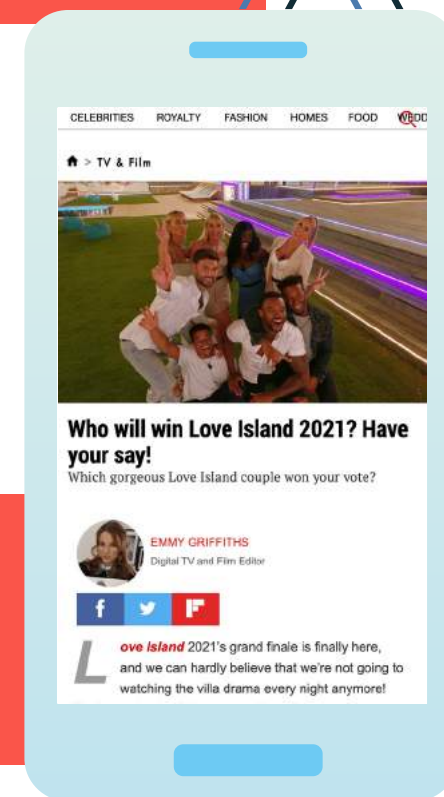 CELEBRITIES ROYALTY FASHION HOMES FOOD WEDD
> TV & Film
Who will win Love Island 2021? Have
your say!
Which gorgeous Love Island couple won your vote?
EMMY GRIFFITHS
Digital TV and Film Editor
Love Island 2021's grand finale is finally here,
and we can hardly believe that we're not going to
watching the villa drama every night anymore!